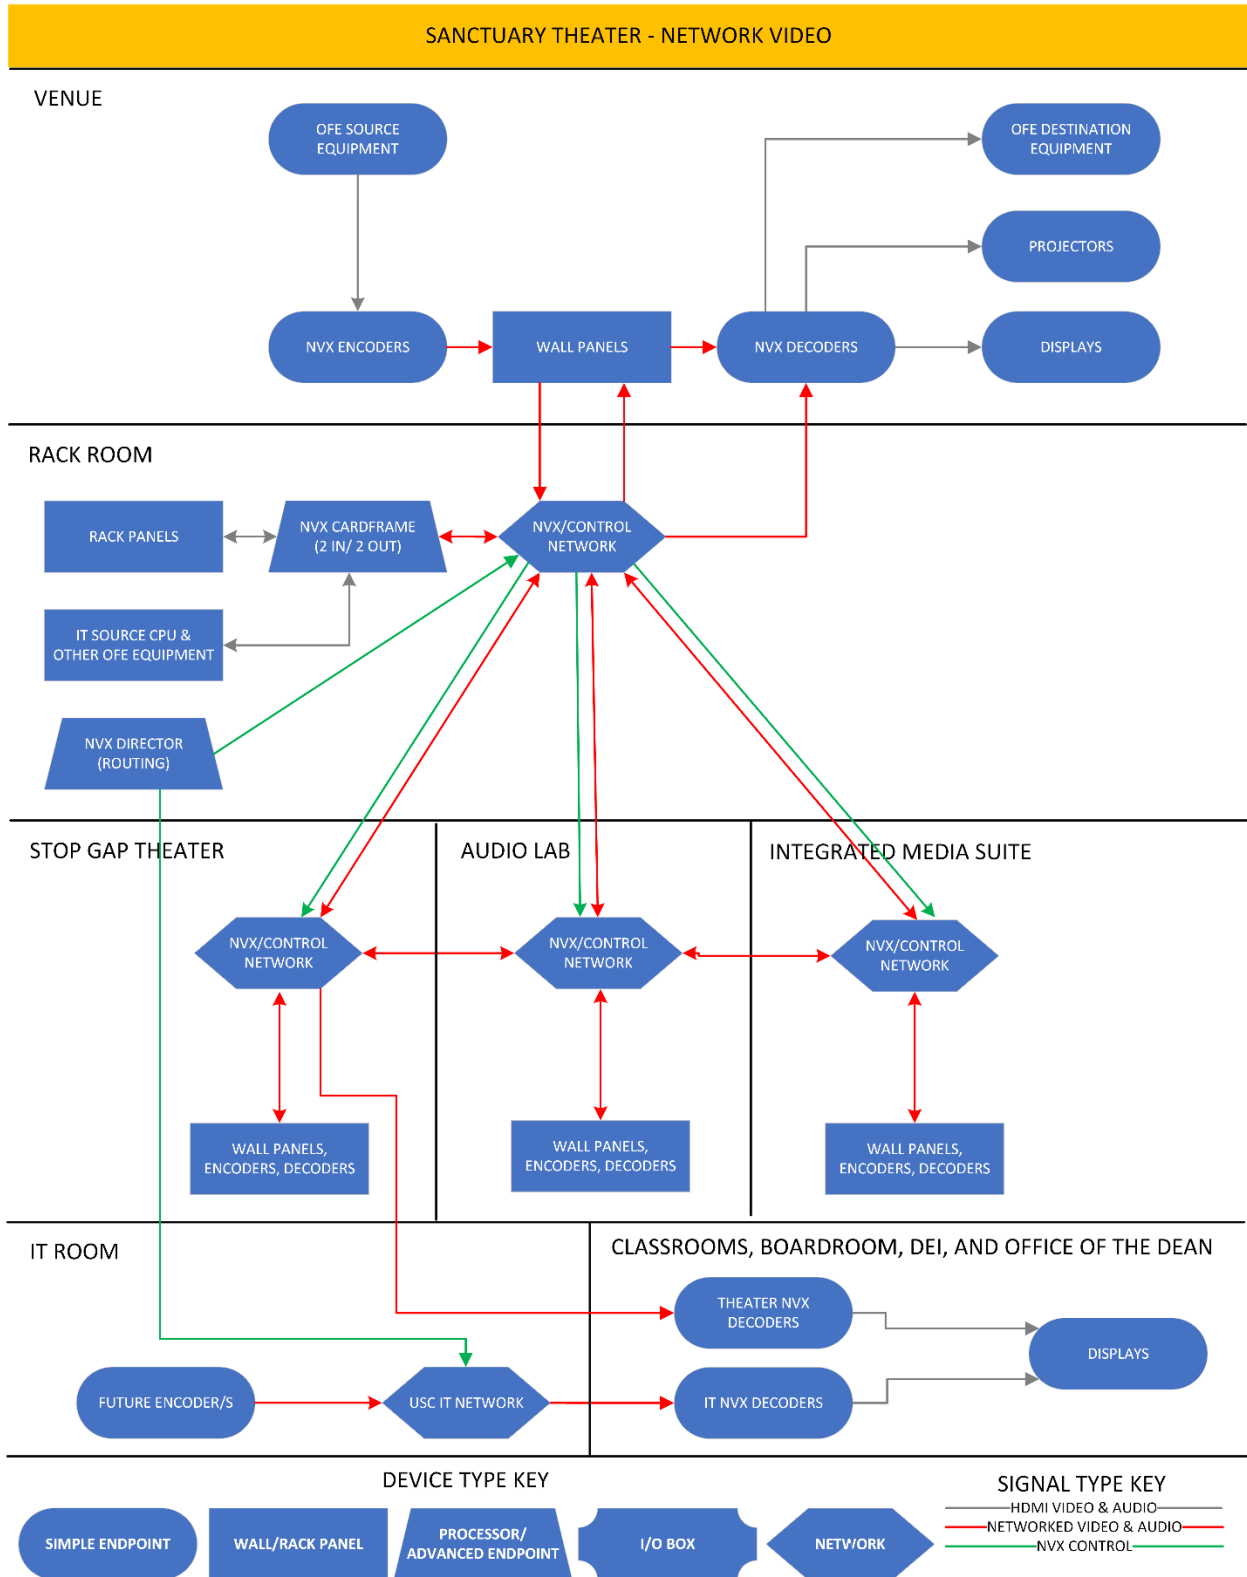 SANCTUARY THEATER - NETWORK VIDEO
VENUE
OFE SOURCE
EQUIPMENT
OFE DESTINATION
EQUIPMENT
PROJECTORS
NVX ENCODERS
WALL PANELS
NVX DECODERS
DISPLAYS
RACK ROOM
RACK PANELS
NVX CARDFRAME
(2 IN/ 2 OUT)
NVX/CONTROL
NETWORK
IT SOURCE CPU &
OTHER OFE EQUIPMENT
NVX DIRECTOR
(ROUTING)
STOP GAP THEATER
AUDIO LAB
INTEGRATED MEDIA SUITE
NVX/CONTROL
NETWORK
NVX/CONTROL
NETWORK
NVX/CONTROL
NETWORK
WALL PANELS,
ENCODERS, DECODERS
WALL PANELS,
ENCODERS, DECODERS
WALL PANELS,
ENCODERS, DECODERS
IT ROOM
CLASSROOMS, BOARDROOM, DEI, AND OFFICE OF THE DEAN
THEATER NVX
DECODERS
DISPLAYS
FUTURE ENCODER/S
USC IT NETWORK
IT NVX DECODERS
DEVICE TYPE KEY
SIMPLE ENDPOINT
WALL/RACK PANEL
PROCESSOR/
ADVANCED ENDPOINT
I/O BOX
NETWORK
SIGNAL TYPE KEY
HDMI VIDEO & AUDIO
NETWORKED VIDEO & AUDIO
NVX CONTROL